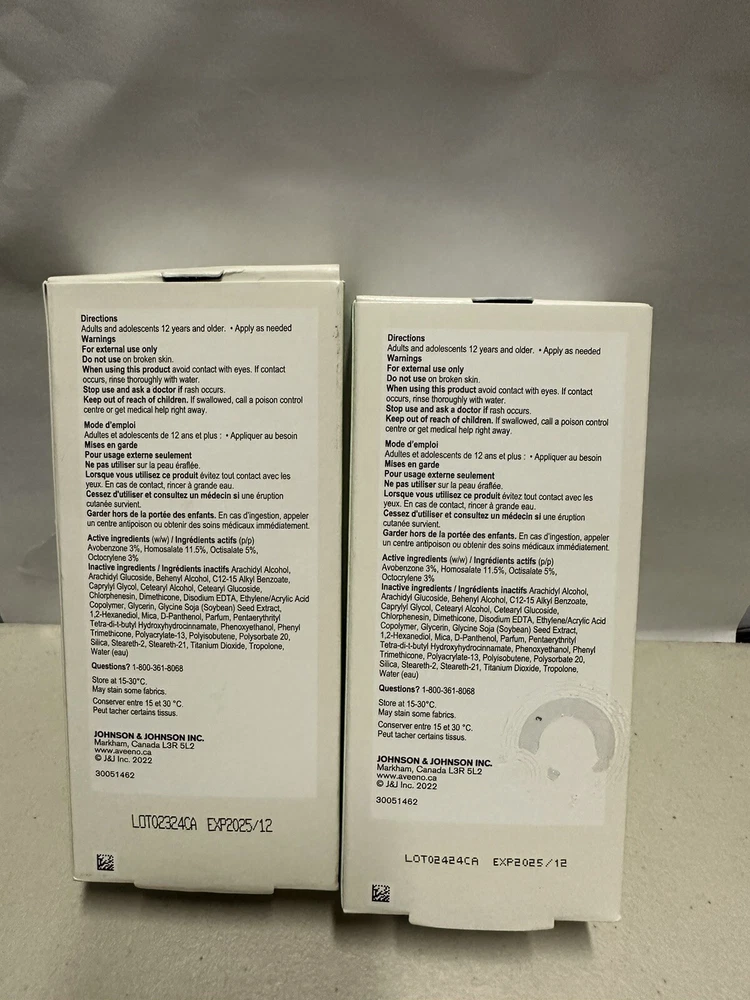 Directions
Adults and adolescents 12 years and older. • Apply as needed
Warnings
For external use only
Do not use on broken skin.
When using this product avoid contact with eyes. If contact
occurs, rinse thoroughly with water.
Stop use and ask a doctor if rash occurs.
Keep out of reach of children. If swallowed, call a poison control
centre or get medical help right away.
Mode d'emploi
Adultes et adolescents de 12 ans et plus : • Appliquer au besoin
Mises en garde
Pour usage externe seulement
Ne pas utiliser sur la peau éraflée.
Lorsque vous utilisez ce produit évitez tout contact avec les
yeux. En cas de contact, rincer à grande eau.
Cessez d'utiliser et consultez un médecin si une éruption
cutanée survient.
Garder hors de la portée des enfants. En cas d'ingestion, appeler
un centre antipoison ou obtenir des soins médicaux immédiatement.
Active ingredients (w/w) / Ingrédients actifs (p/p)
Avobenzone 3%, Homosalate 11.5%, Octisalate 5%,
Octocrylene 3%
Inactive ingredients / Ingrédients inactifs Arachidyl Alcohol,
Arachidyl Glucoside, Behenyl Alcohol, C12-15 Alkyl Benzoate,
Caprylyl Glycol, Cetearyl Alcohol, Cetearyl Glucoside,
Chlorphenesin, Dimethicone, Disodium EDTA, Ethylene/Acrylic Acid
Copolymer, Glycerin, Glycine Soja (Soybean) Seed Extract,
1,2-Hexanediol, Mica, D-Panthenol, Parfum, Pentaerythrityl
Tetra-di-t-butyl Hydroxyhydrocinnamate, Phenoxyethanol, Phenyl
Trimethicone, Polyacrylate-13, Polyisobutene, Polysorbate 20,
Silica, Steareth-2, Steareth-21, Titanium Dioxide, Tropolone,
Water (eau)
Questions? 1-800-361-8068
Store at 15-30°C.
May stain some fabrics.
Conserver entre 15 et 30 °C.
Peut tacher certains tissus.
JOHNSON & JOHNSON INC.
Markham, Canada L3R 5L2
www.aveeno.ca
© J&J Inc. 2022
30051462
LOT02324CA EXP2025/12
Directions
Adults and adolescents 12 years and older. • Apply as needed
Warnings
For external use only
Do not use on broken skin.
When using this product avoid contact with eyes. If contact
occurs, rinse thoroughly with water.
Stop use and ask a doctor if rash occurs.
Keep out of reach of children. If swallowed, call a poison control
centre or get medical help right away.
Mode d'emploi
Adultes et adolescents de 12 ans et plus : • Appliquer au besoin
Mises en garde
Pour usage externe seulement
Ne pas utiliser sur la peau éraflée.
Lorsque vous utilisez ce produit évitez tout contact avec les
yeux. En cas de contact, rincer à grande eau.
Cessez d'utiliser et consultez un médecin si une éruption
cutanée survient.
Garder hors de la portée des enfants. En cas d'ingestion, appeler
un centre antipoison ou obtenir des soins médicaux immédiatement.
Active ingredients (w/w) / Ingrédients actifs (p/p)
Avobenzone 3%, Homosalate 11.5%, Octisalate 5%,
Octocrylene 3%
Inactive ingredients / Ingrédients inactifs Arachidyl Alcohol,
Arachidyl Glucoside, Behenyl Alcohol, C12-15 Alkyl Benzoate,
Caprylyl Glycol, Cetearyl Alcohol, Cetearyl Glucoside,
Chlorphenesin, Dimethicone, Disodium EDTA, Ethylene/Acrylic Acid
Copolymer, Glycerin, Glycine Soja (Soybean) Seed Extract,
1,2-Hexanediol, Mica, D-Panthenol, Parfum, Pentaerythrityl
Tetra-di-t-butyl Hydroxyhydrocinnamate, Phenoxyethanol, Phenyl
Trimethicone, Polyacrylate-13, Polyisobutene, Polysorbate 20,
Silica, Steareth-2, Steareth-21, Titanium Dioxide, Tropolone,
Water (eau)
Questions? 1-800-361-8068
Store at 15-30°C.
May stain some fabrics.
Conserver entre 15 et 30 °C.
Peut tacher certains tissus.
JOHNSON & JOHNSON INC.
Markham, Canada L3R 5L2
www.aveeno.ca
© J&J Inc. 2022
30051462
LOT02424CA EXP2025/12